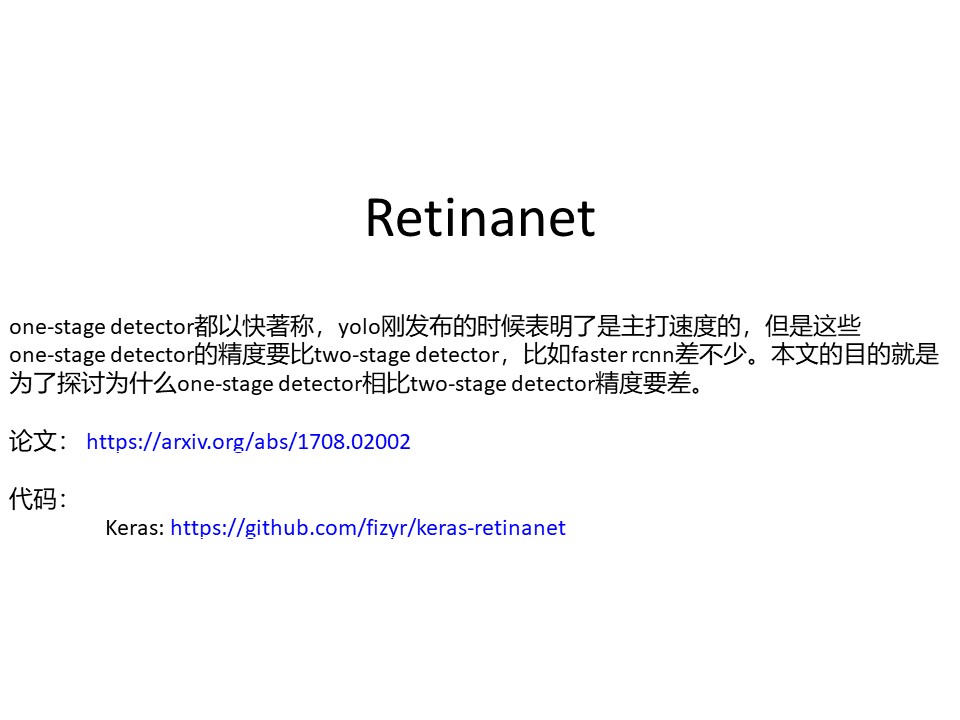 Retinanet
one-stage detector都以快著称，yolo刚发布的时候表明了是主打速度的，但是这些
one-stage detector的精度要比two-stage detector，比如faster rcnn差不少。本文的目的就是
为了探讨为什么one-stage detector相比two-stage detector精度要差。
论文： https://arxiv.org/abs/1708.02002
代码：
Keras: https://github.com/fizyr/keras-retinanet